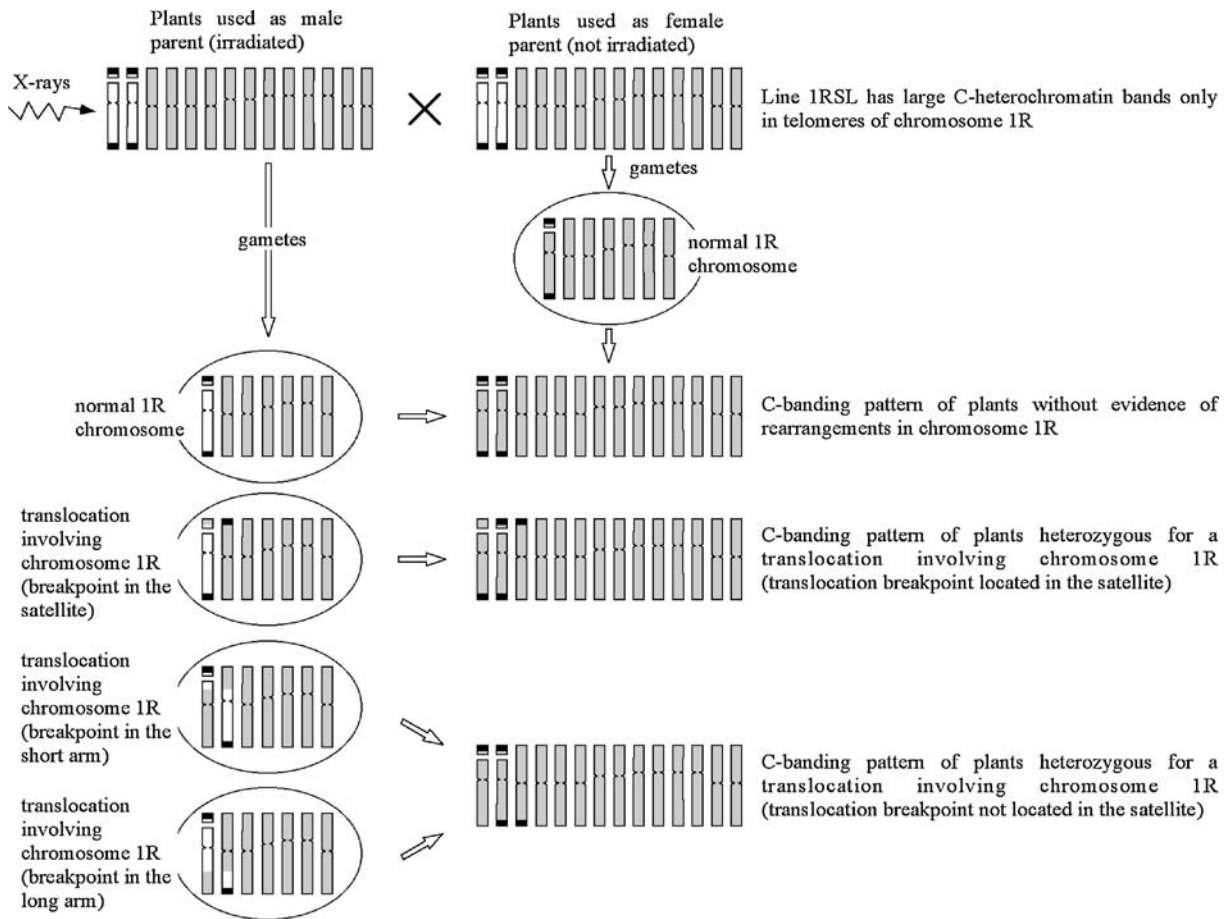 Plants used as male
parent (irradiated)
Plants used as female
parent (not irradiated)
X-rays
Line 1RSL has large C-heterochromatin bands only
in telomeres of chromosome 1R
gametes
gametes
normal 1R
chromosome
normal 1R
chromosome
C-banding pattern of plants without evidence of
rearrangements in chromosome 1R
translocation
involving
chromosome 1R
(breakpoint in the
satellite)
C-banding pattern of plants heterozygous for a
translocation involving chromosome 1R
(translocation breakpoint located in the satellite)
translocation
involving
chromosome 1R
(breakpoint in the
short arm)
C-banding pattern of plants heterozygous for a
translocation involving chromosome 1R
(translocation breakpoint not located in the satellite)
translocation
involving
chromosome 1R
(breakpoint in the
long arm)